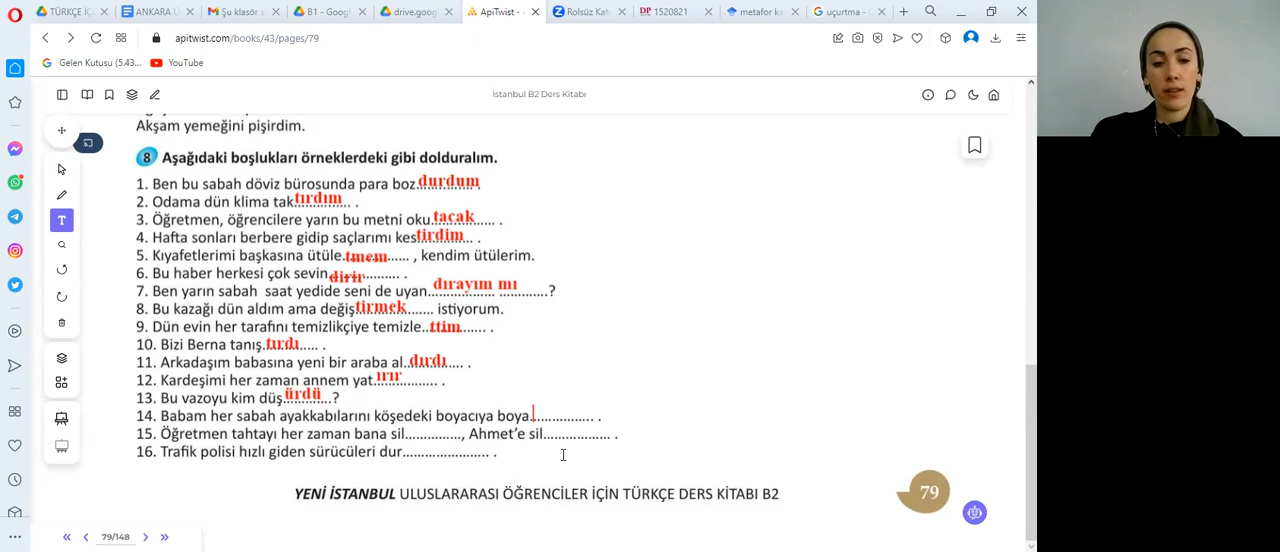 TÜRKÇE İÇ
ANKARA Ü
Şu klasör
B1 - Goog
drive.goog
ApiTwist -
Rolsüz Kat
DP 1520821
metafor ka
uçurtma - G
apitwist.com/books/43/pages/79
Gelen Kutusu (5.43...
YouTube
İstanbul B2 Ders Kitabı
Akşam yemeğini pişirdim.
8 Aşağıdaki boşlukları örneklerdeki gibi dolduralım.
1. Ben bu sabah döviz bürosunda para boz durdum .
2. Odama dün klima tak tırdım .
3. Öğretmen, öğrencilere yarın bu metni oku tacak .
4. Hafta sonları berbere gidip saçlarımı kes tirdim .
5. Kıyafetlerimi başkasına ütüle tmem , kendim ütülerim.
6. Bu haber herkesi çok sevin dirir .
7. Ben yarın sabah saat yedide seni de uyan dırayım mı ?
8. Bu kazağı dün aldım ama değiş tirmek istiyorum.
9. Dün evin her tarafını temizlikçiye temizle ttim .
10. Bizi Berna tanış tırdı .
11. Arkadaşım babasına yeni bir araba al dırdı .
12. Kardeşimi her zaman annem yat ırır .
13. Bu vazoyu kim düş ürdü ?
14. Babam her sabah ayakkabılarını köşedeki boyacıya boya................ .
15. Öğretmen tahtayı her zaman bana sil..............., Ahmet'e sil.................. .
16. Trafik polisi hızlı giden sürücüleri dur....................... .
YENİ İSTANBUL ULUSLARARASI ÖĞRENCİLER İÇİN TÜRKÇE DERS KİTABI B2
79
79/148